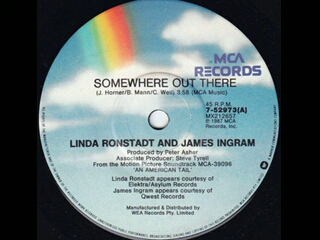 MCA RECORDS
SOMEWHERE OUT THERE
(J. Horner/B. Mann/C. Weil) 3:58 (MCA Music)
45 R.P.M.
7-52973(A)
MX212657
℗ 1987 MCA Records Inc.
LINDA RONSTADT AND JAMES INGRAM
Produced by Peter Asher
Associate Producer: Steve Tyrell
From the Motion Picture Soundtrack MCA-39096
'AN AMERICAN TAIL'
Linda Ronstadt appears courtesy of
Elektra/Asylum Records
James Ingram appears courtesy of
Qwest Records
Manufactured & Distributed by
WEA Records Pty. Limited